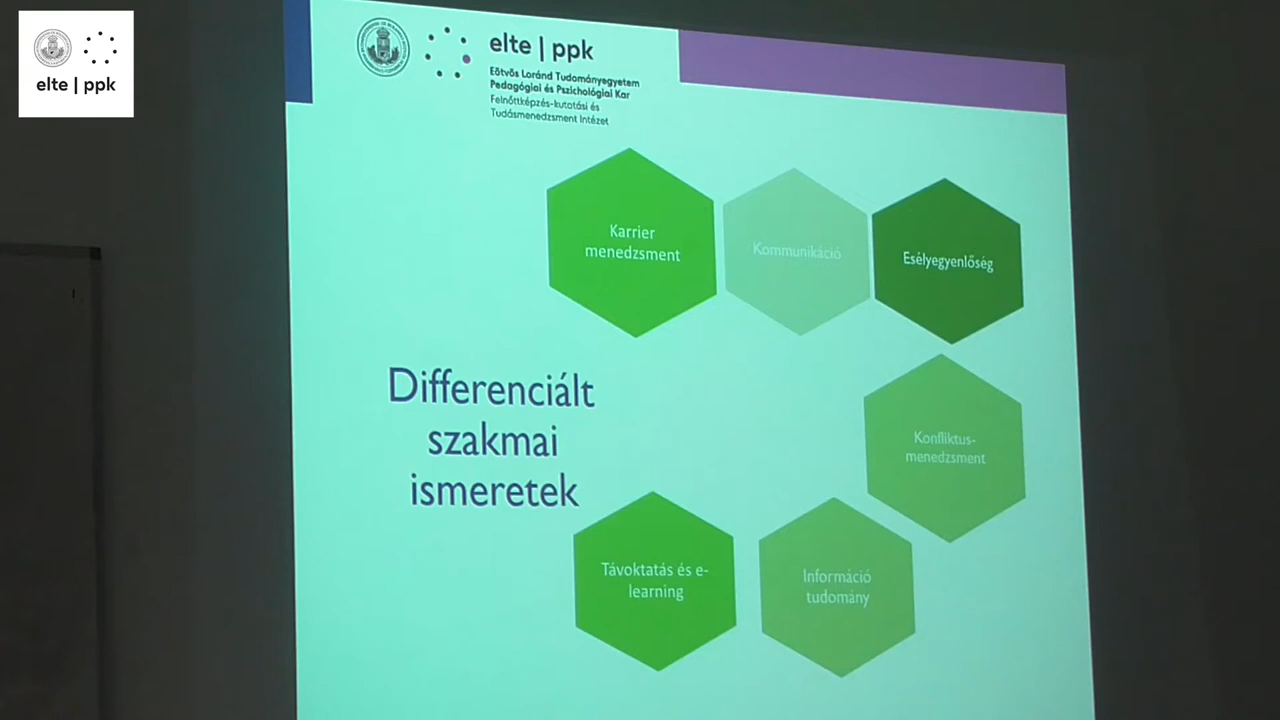 elte | ppk
elte | ppk
Eötvös Loránd Tudományegyetem
Pedagógiai és Pszichológiai Kar
Felnőttképzés-kutatási és
Tudásmenedzsment Intézet
Karrier
menedzsment
Kommunikáció
Esélyegyenlőség
Differenciált
szakmai
ismeretek
Konfliktus-
menedzsment
Távoktatás és e-
learning
Információ
tudomány